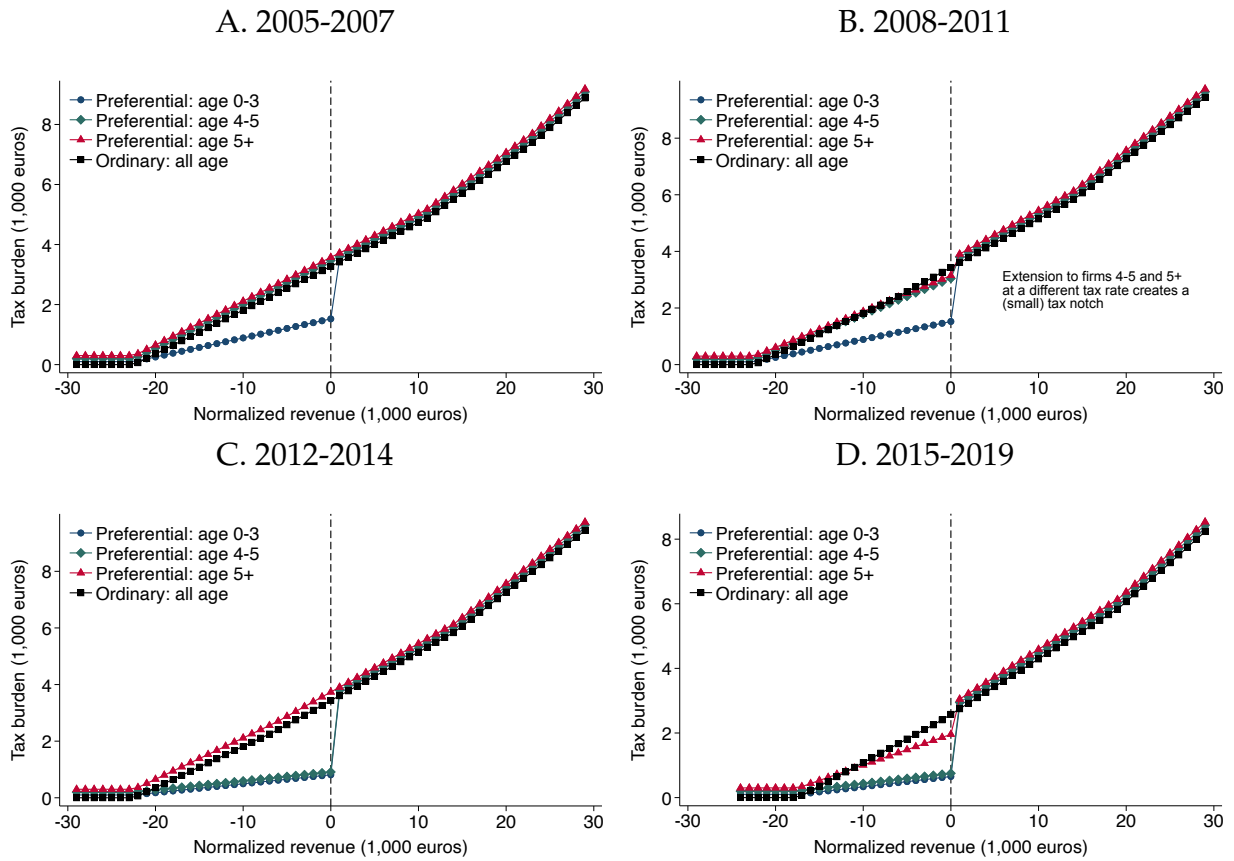 A. 2005-2007
Tax burden (1,000 euros)
8
6
4
2
0
Preferential: age 0-3
Preferential: age 4-5
Preferential: age 5+
Ordinary: all age
-30 -20 -10 0 10 20 30
Normalized revenue (1,000 euros)
B. 2008-2011
Tax burden (1,000 euros)
8
6
4
2
0
Preferential: age 0-3
Preferential: age 4-5
Preferential: age 5+
Ordinary: all age
Extension to firms 4-5 and 5+
at a different tax rate creates a
(small) tax notch
-30 -20 -10 0 10 20 30
Normalized revenue (1,000 euros)
C. 2012-2014
Tax burden (1,000 euros)
8
6
4
2
0
Preferential: age 0-3
Preferential: age 4-5
Preferential: age 5+
Ordinary: all age
-30 -20 -10 0 10 20 30
Normalized revenue (1,000 euros)
D. 2015-2019
Tax burden (1,000 euros)
8
6
4
2
0
Preferential: age 0-3
Preferential: age 4-5
Preferential: age 5+
Ordinary: all age
-30 -20 -10 0 10 20 30
Normalized revenue (1,000 euros)